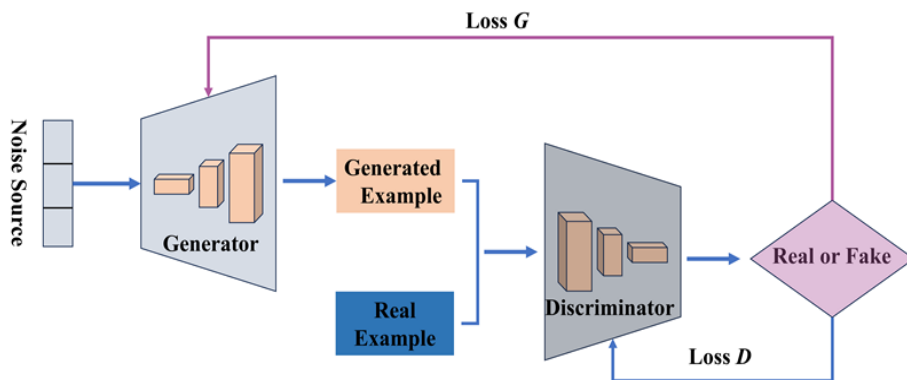 Loss G
Noise Source
Generator
Generated
Example
Real
Example
Discriminator
Real or Fake
Loss D